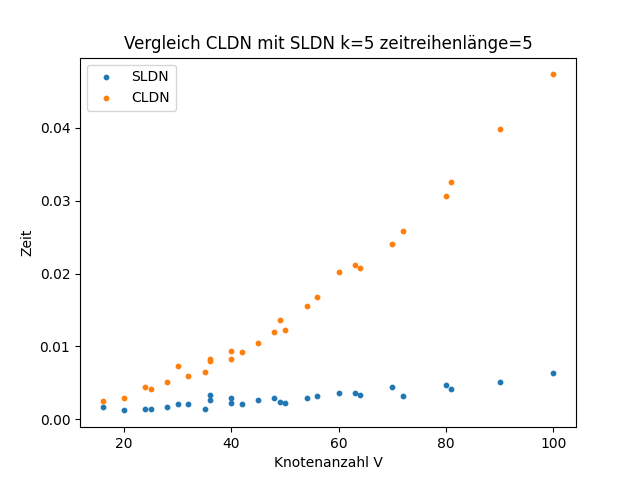 Vergleich CLDN mit SLDN k=5 zeitreihenlänge=5
SLDN
CLDN
0.04
0.03
0.02
0.01
0.00
Zeit
20 40 60 80 100
Knotenanzahl V